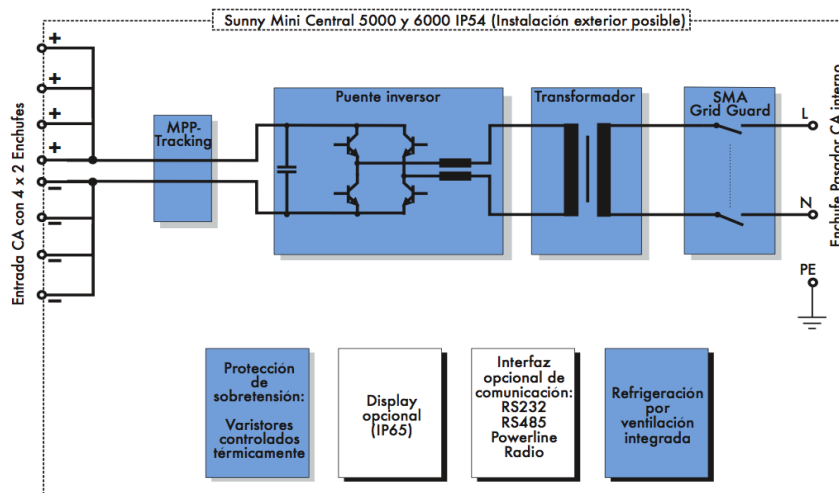 Sunny Mini Central 5000 y 6000 IP54 (Instalación exterior posible)
Entrada CA con 4 x 2 Enchufes
+
+
+
+
−
−
−
−
MPP-
Tracking
Puente inversor
Transformador
SMA
Grid Guard
L
N
PE
Enchufe Pasador CA interno
Protección
de
sobretensión:
Varistores
controlados
térmicamente
Display
opcional
(IP65)
Interfaz
opcional de
comunicación:
RS232
RS485
Powerline
Radio
Refrigeración
por
ventilación
integrada